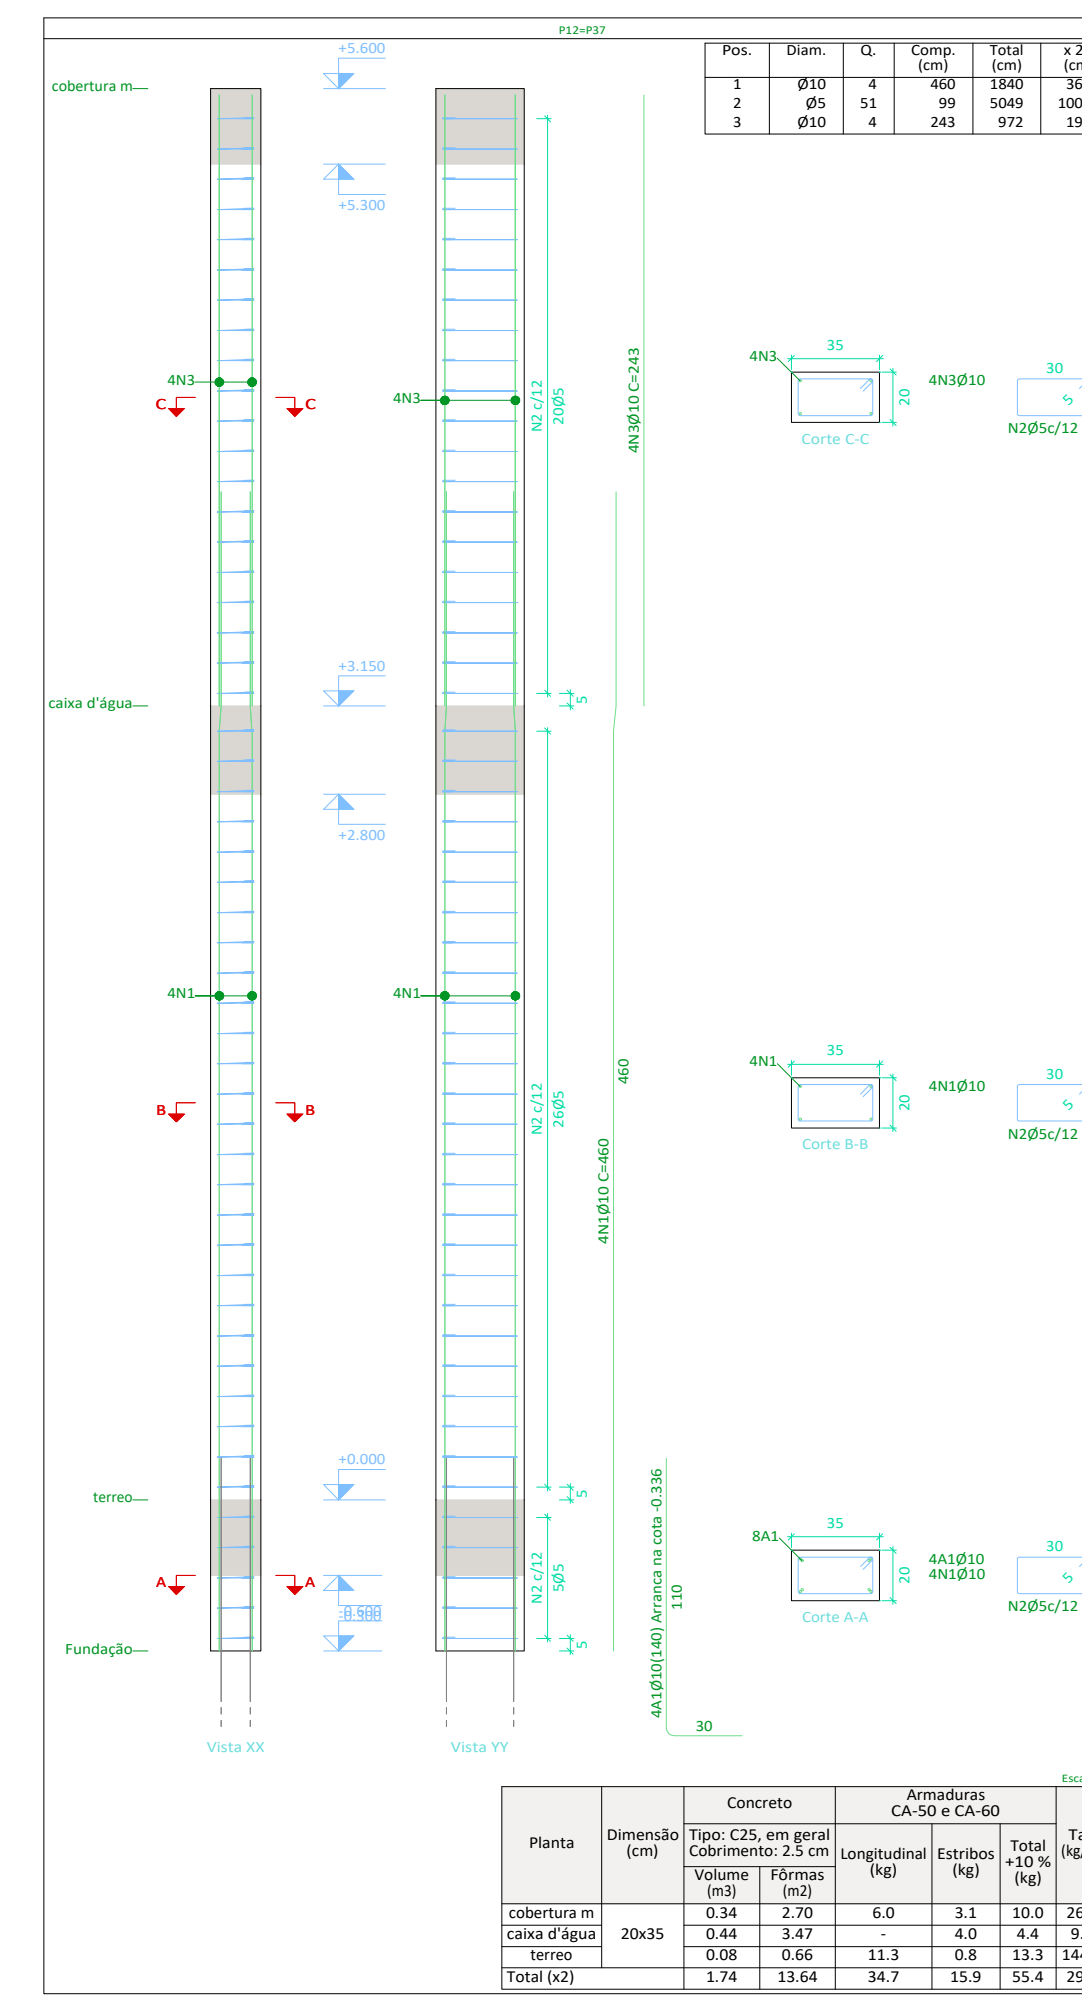 P12=P37
Pos. Diam. Q. Comp. (cm) Total (cm)
1 Ø10 4 460 1840
2 Ø5 51 99 5049
3 Ø10 4 243 972
+5.600
cobertura m
+5.300
4N3
4N3
C C
N2 c/12
20Ø5
4N3Ø10 C=243
4N3
35
20
4N3Ø10
Corte C-C
30
5
N2Ø5c/12
+3.150
caixa d'água
5
+2.800
4N1
4N1
B B
N2 c/12
26Ø5
460
4N1Ø10 C=460
4N1
35
20
4N1Ø10
Corte B-B
30
5
N2Ø5c/12
+0.000
terreo
5
A A
N2 c/12
5Ø5
-0.600
-0.300
Fundação
5
4A1Ø10(140) Arranca na cota -0.336
110
30
8A1
35
20
4A1Ø10
4N1Ø10
Corte A-A
30
5
N2Ø5c/12
Vista XX
Vista YY
Planta
Dimensão (cm)
Concreto
Tipo: C25, em geral
Cobrimento: 2.5 cm
Volume (m3)
Fôrmas (m2)
Armaduras
CA-50 e CA-60
Longitudinal (kg)
Estribos (kg)
Total +10 % (kg)
cobertura m 20x35 0.34 2.70 6.0 3.1 10.0
caixa d'água 0.44 3.47 - 4.0 4.4
terreo 0.08 0.66 11.3 0.8 13.3
Total (x2) 1.74 13.64 34.7 15.9 55.4